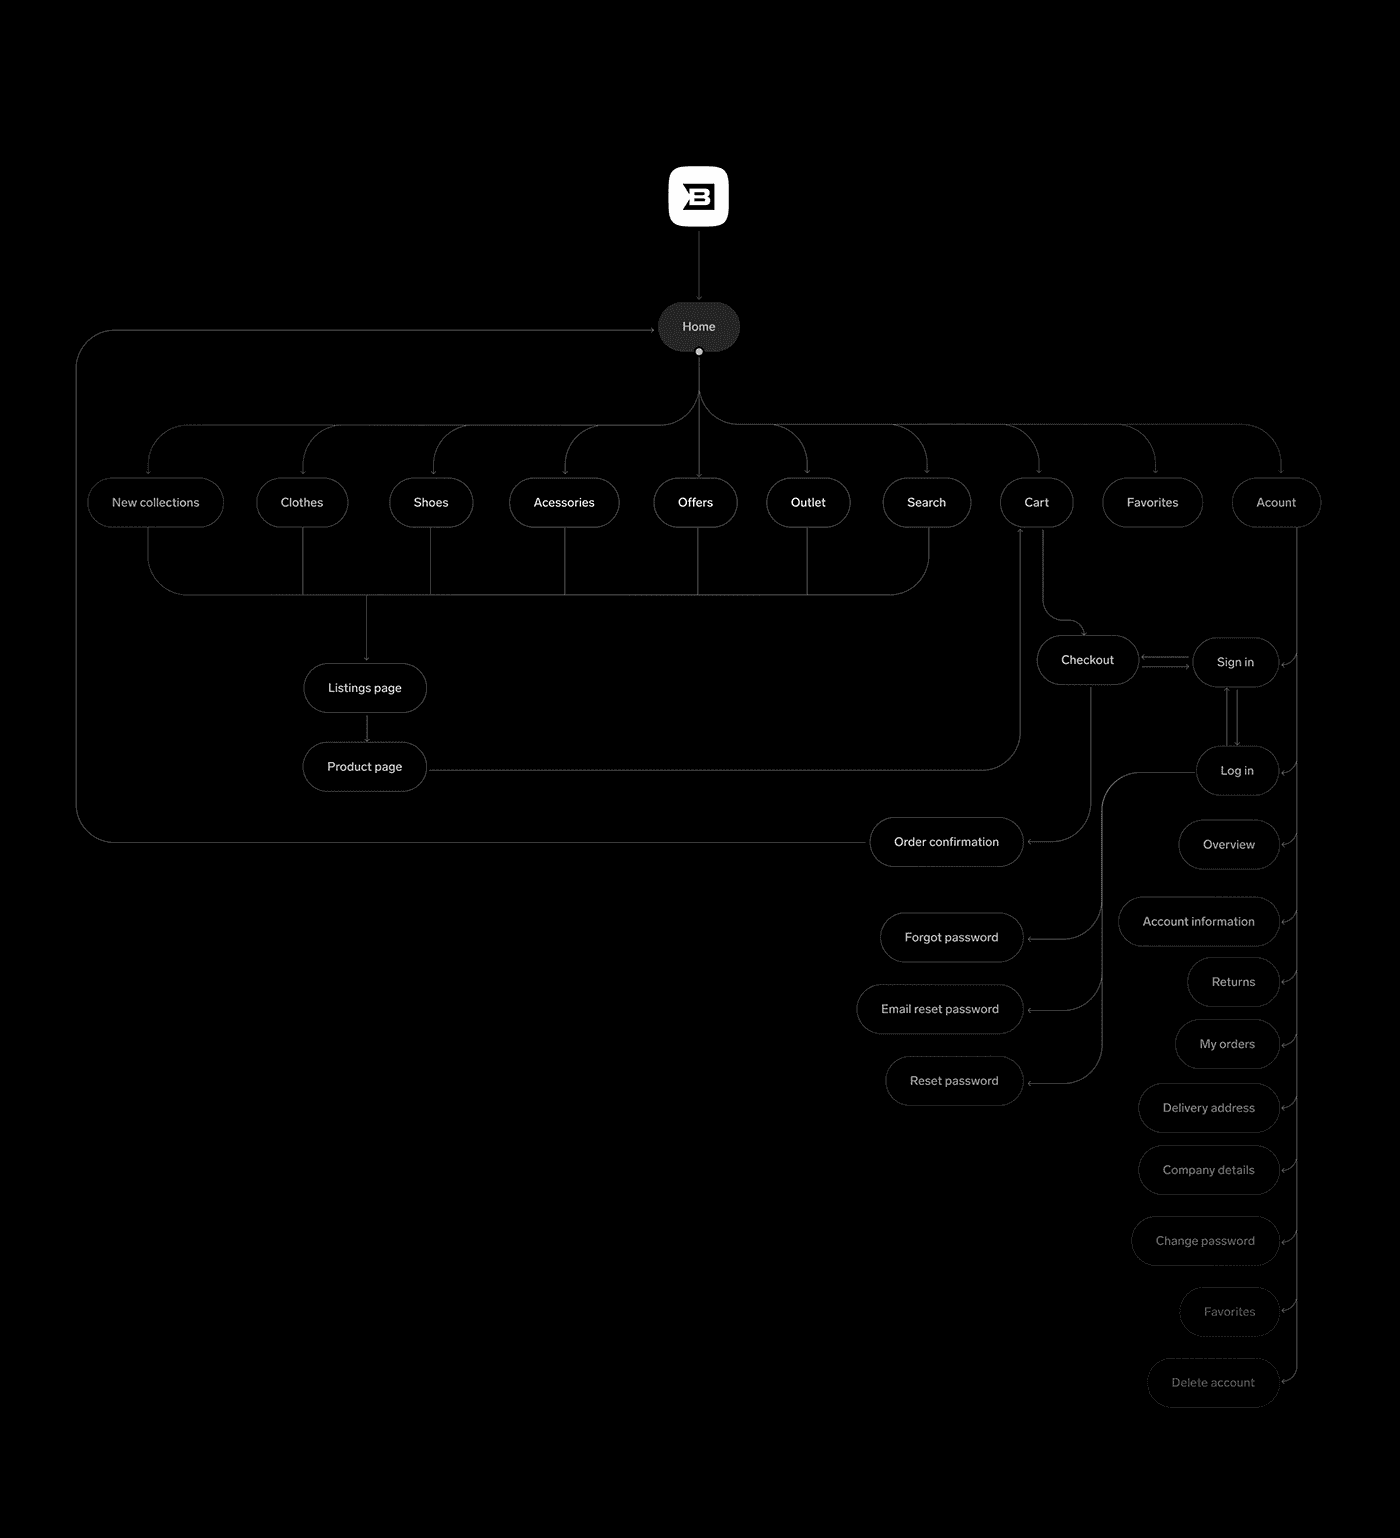 B
Home
New collections
Clothes
Shoes
Acessories
Offers
Outlet
Search
Cart
Favorites
Acount
Checkout
Sign in
Listings page
Product page
Log in
Order confirmation
Overview
Account information
Forgot password
Returns
Email reset password
My orders
Reset password
Delivery address
Company details
Change password
Favorites
Delete account